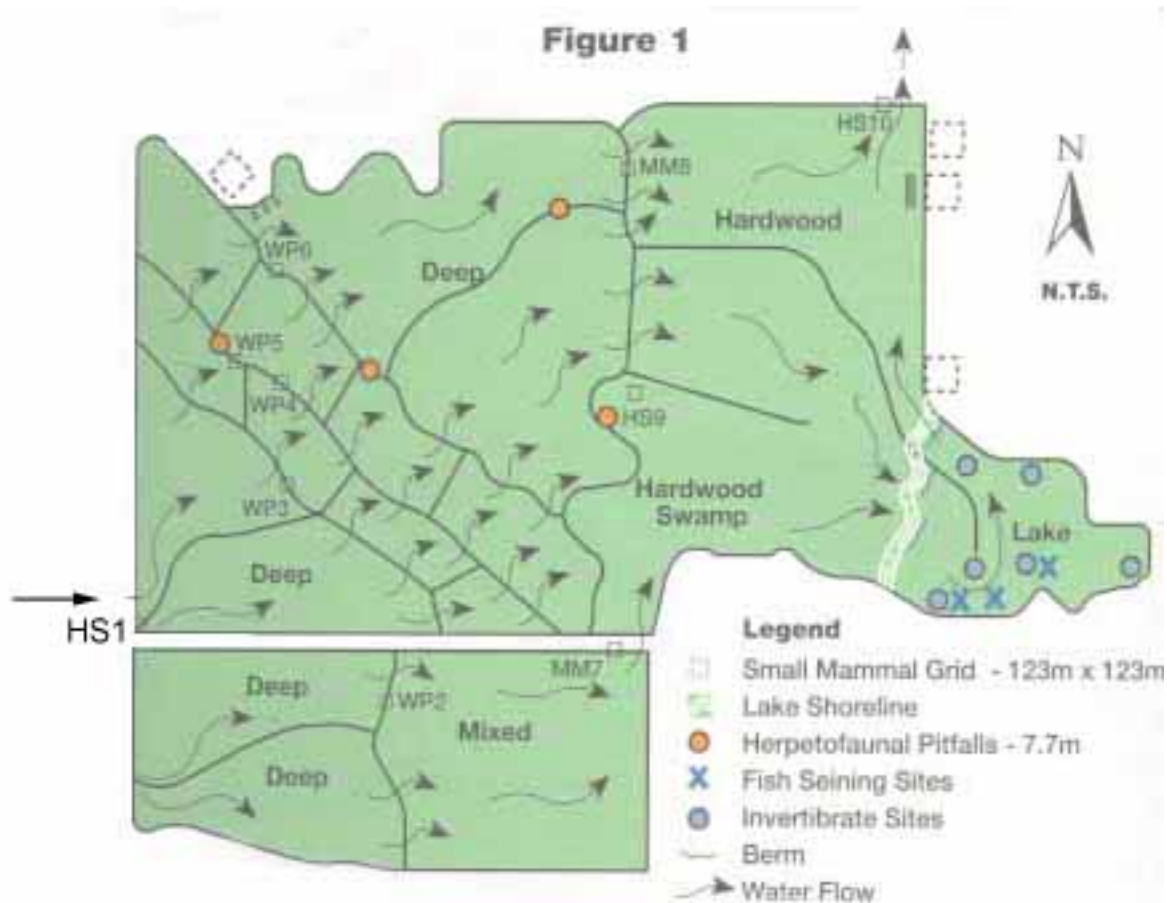 Figure 1
HS10
MM8
N
Hardwood
N.T.S.
WP6
Deep
WP5
WP4
HS9
WP3
Hardwood
Swamp
Lake
Deep
HS1
Legend
MM7
Small Mammal Grid - 123m x 123m
Deep
WP2
Lake Shoreline
Mixed
Herpetofaunal Pitfalls - 7.7m
Deep
Fish Seining Sites
Invertibrate Sites
Berm
Water Flow